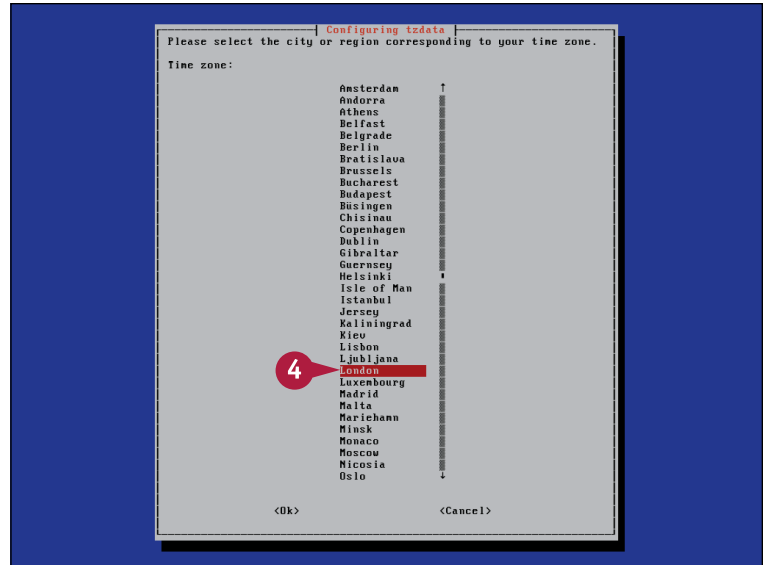 Configuring tzdata
Please select the city or region corresponding to your time zone.
Time zone:
Amsterdam ↑
Andorra
Athens
Belfast
Belgrade
Berlin
Bratislava
Brussels
Bucharest
Budapest
Büsingen
Chisinau
Copenhagen
Dublin
Gibraltar
Guernsey
Helsinki
Isle of Man
Istanbul
Jersey
Kaliningrad
Kiev
Lisbon
Ljubljana
4 London
Luxembourg
Madrid
Malta
Mariehamn
Minsk
Monaco
Moscow
Nicosia
Oslo ↓
<Ok> <Cancel>